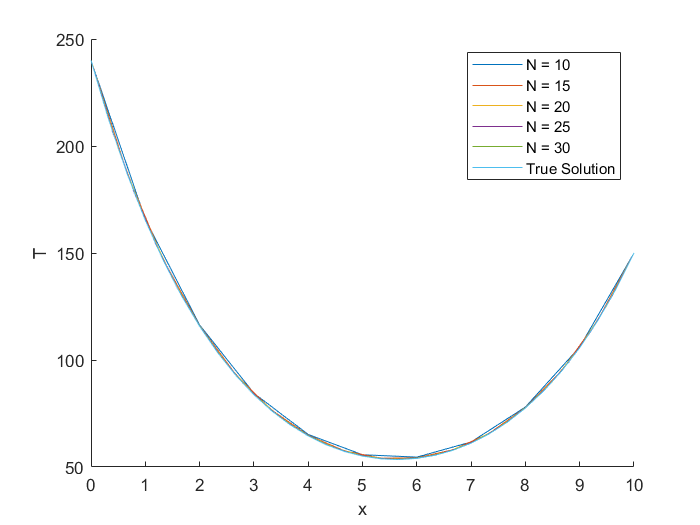 250
200
150
100
50
T
0 1 2 3 4 5 6 7 8 9 10
x
N = 10
N = 15
N = 20
N = 25
N = 30
True Solution